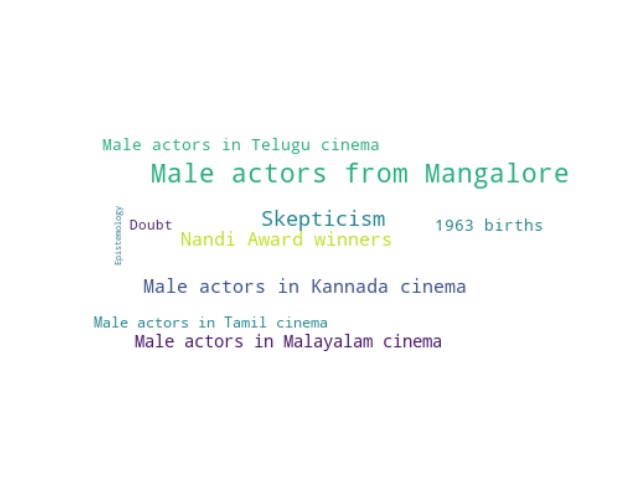 Male actors in Telugu cinema
Male actors from Mangalore
Epistemology
Doubt
Skepticism
1963 births
Nandi Award winners
Male actors in Kannada cinema
Male actors in Tamil cinema
Male actors in Malayalam cinema